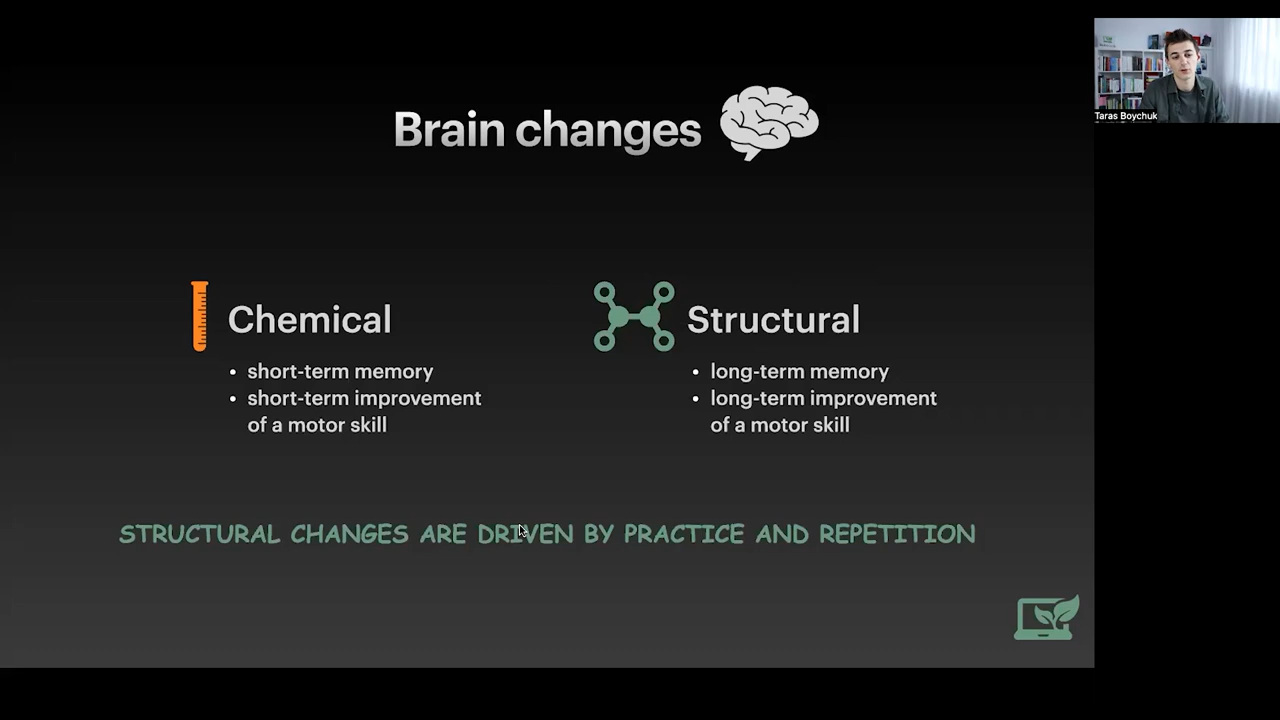 Brain changes
Chemical
• short-term memory
• short-term improvement
of a motor skill
Structural
• long-term memory
• long-term improvement
of a motor skill
STRUCTURAL CHANGES ARE DRIVEN BY PRACTICE AND REPETITION
Taras Boychuk